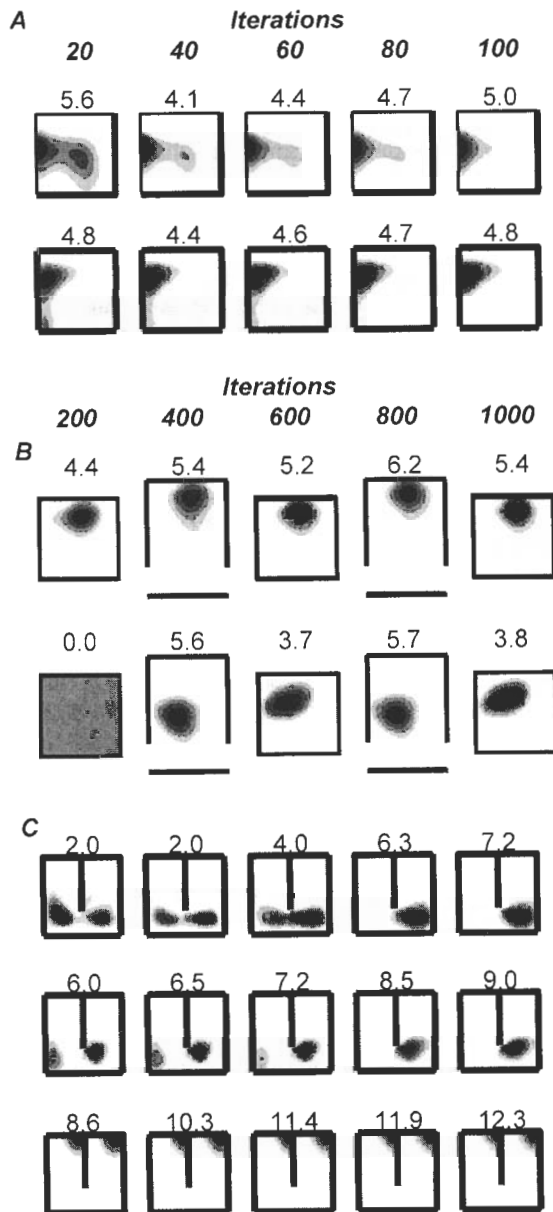 A Iterations
20 40 60 80 100
5.6 4.1 4.4 4.7 5.0
4.8 4.4 4.6 4.7 4.8
Iterations
200 400 600 800 1000
B
4.4 5.4 5.2 6.2 5.4
0.0 5.6 3.7 5.7 3.8
C
2.0 2.0 4.0 6.3 7.2
6.0 6.5 7.2 8.5 9.0
8.6 10.3 11.4 11.9 12.3